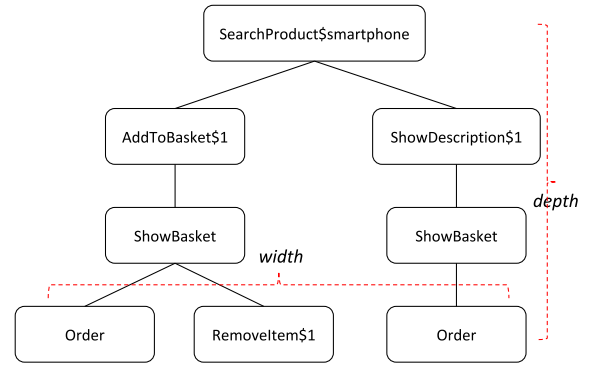 SearchProduct$smartphone
AddToBasket$1
ShowDescription$1
depth
ShowBasket
ShowBasket
width
Order
RemoveItem$1
Order